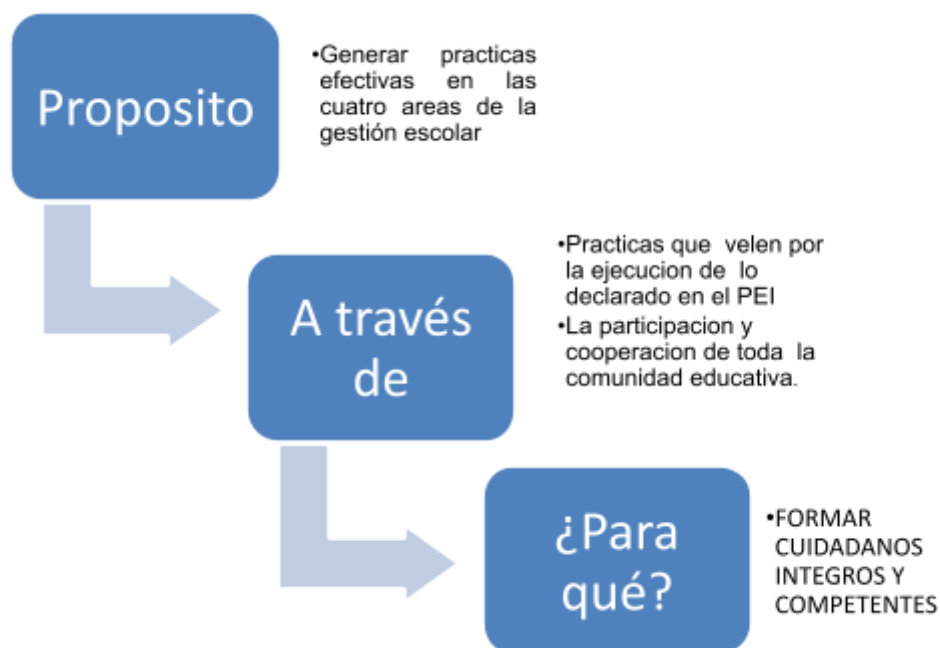 Proposito
•Generar practicas
efectivas en las
cuatro areas de la
gestión escolar
A través
de
•Practicas que velen por
la ejecucion de lo
declarado en el PEI
•La participacion y
cooperacion de toda la
comunidad educativa.
¿Para
qué?
•FORMAR
CUIDADANOS
INTEGROS Y
COMPETENTES